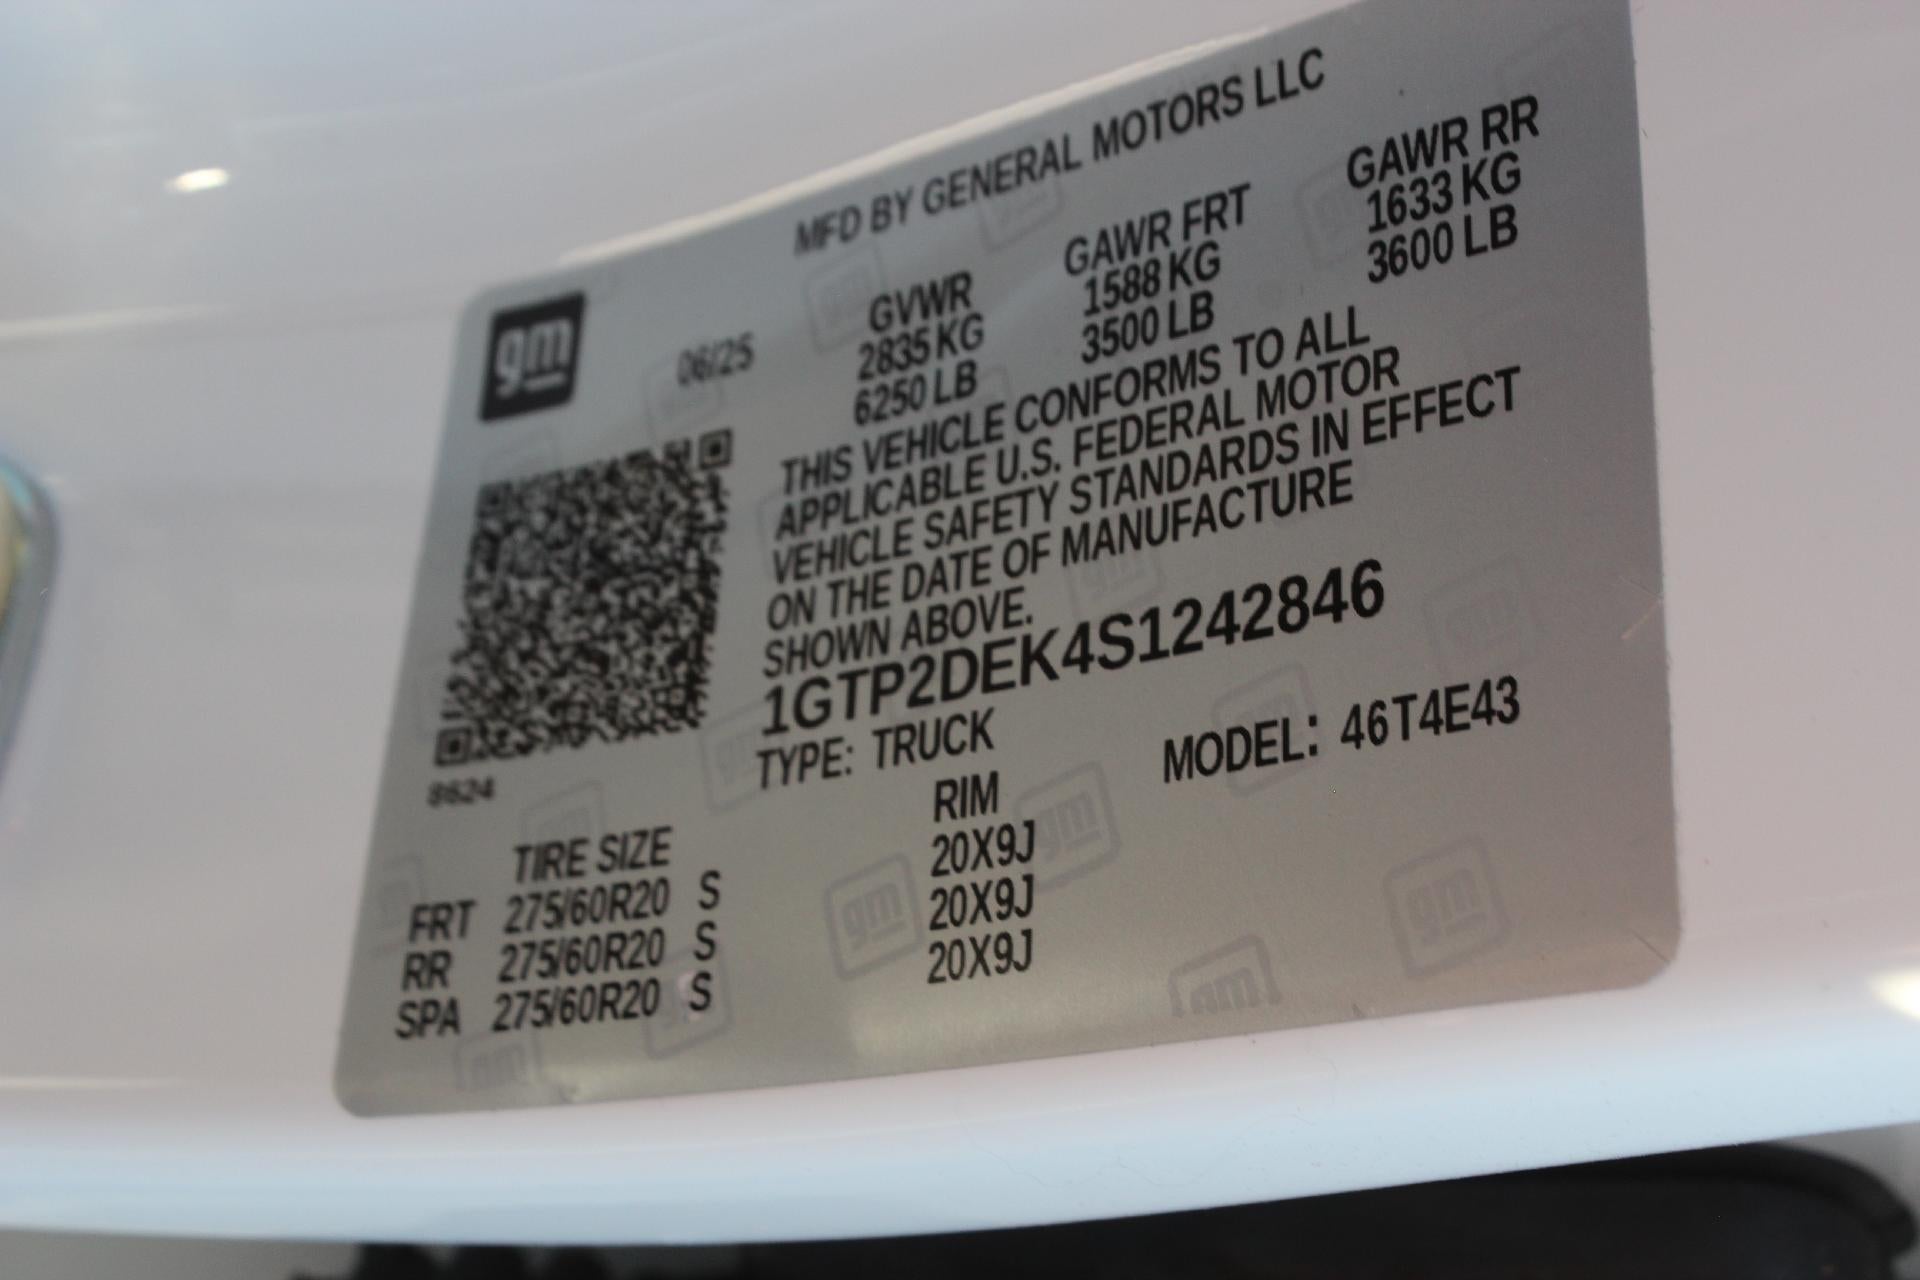 MFD BY GENERAL MOTORS LLC
gm
06/25
GVWR GAWR FRT GAWR RR
2835 KG 1588 KG 1633 KG
6250 LB 3500 LB 3600 LB
THIS VEHICLE CONFORMS TO ALL
APPLICABLE U.S. FEDERAL MOTOR
VEHICLE SAFETY STANDARDS IN EFFECT
ON THE DATE OF MANUFACTURE
SHOWN ABOVE.
1GTP2DEK4S1242846
TYPE: TRUCK MODEL: 46T4E43
8624
TIRE SIZE RIM
FRT 275/60R20 S 20X9J
RR 275/60R20 S 20X9J
SPA 275/60R20 S 20X9J